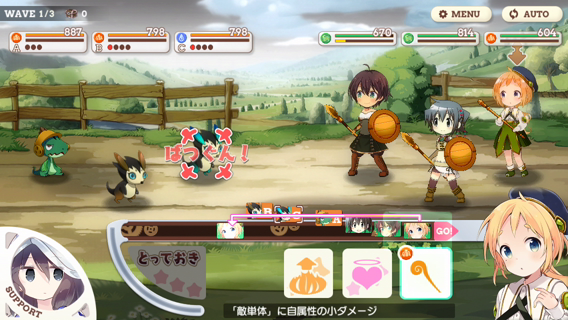 WAVE 1/3
0
MENU
AUTO
887
798
798
670
814
604
A
B
C
ばつぐん!
B
C
A
GO!
とっておき
SUPPORT
「敵単体」に自属性の小ダメージ